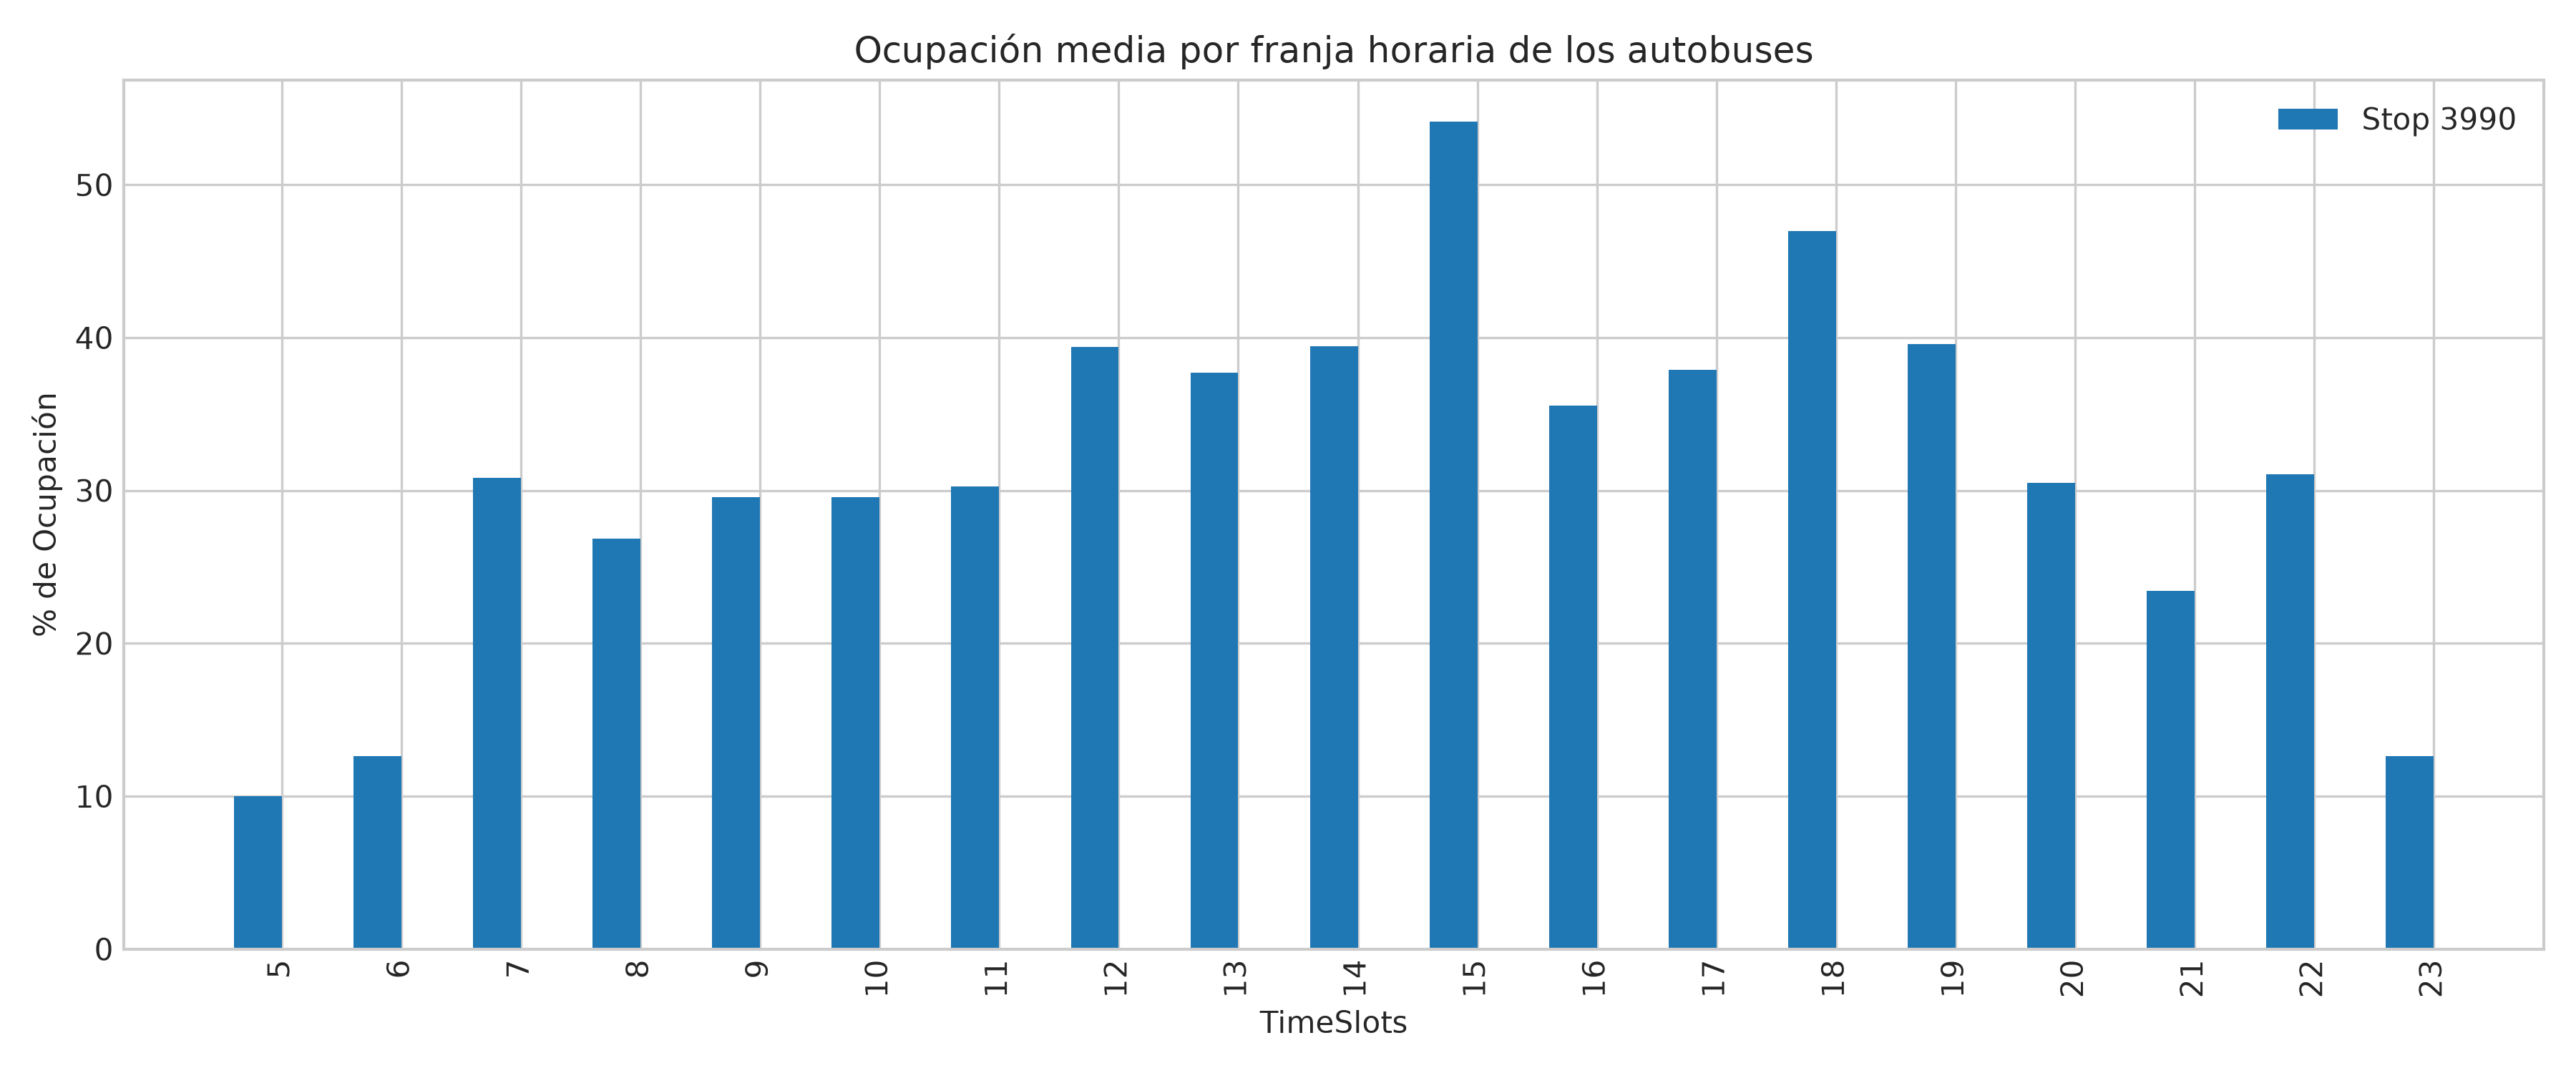 Ocupación media por franja horaria de los autobuses
Stop 3990
% de Ocupación
50
40
30
20
10
0
5 6 7 8 9 10 11 12 13 14 15 16 17 18 19 20 21 22 23
TimeSlots